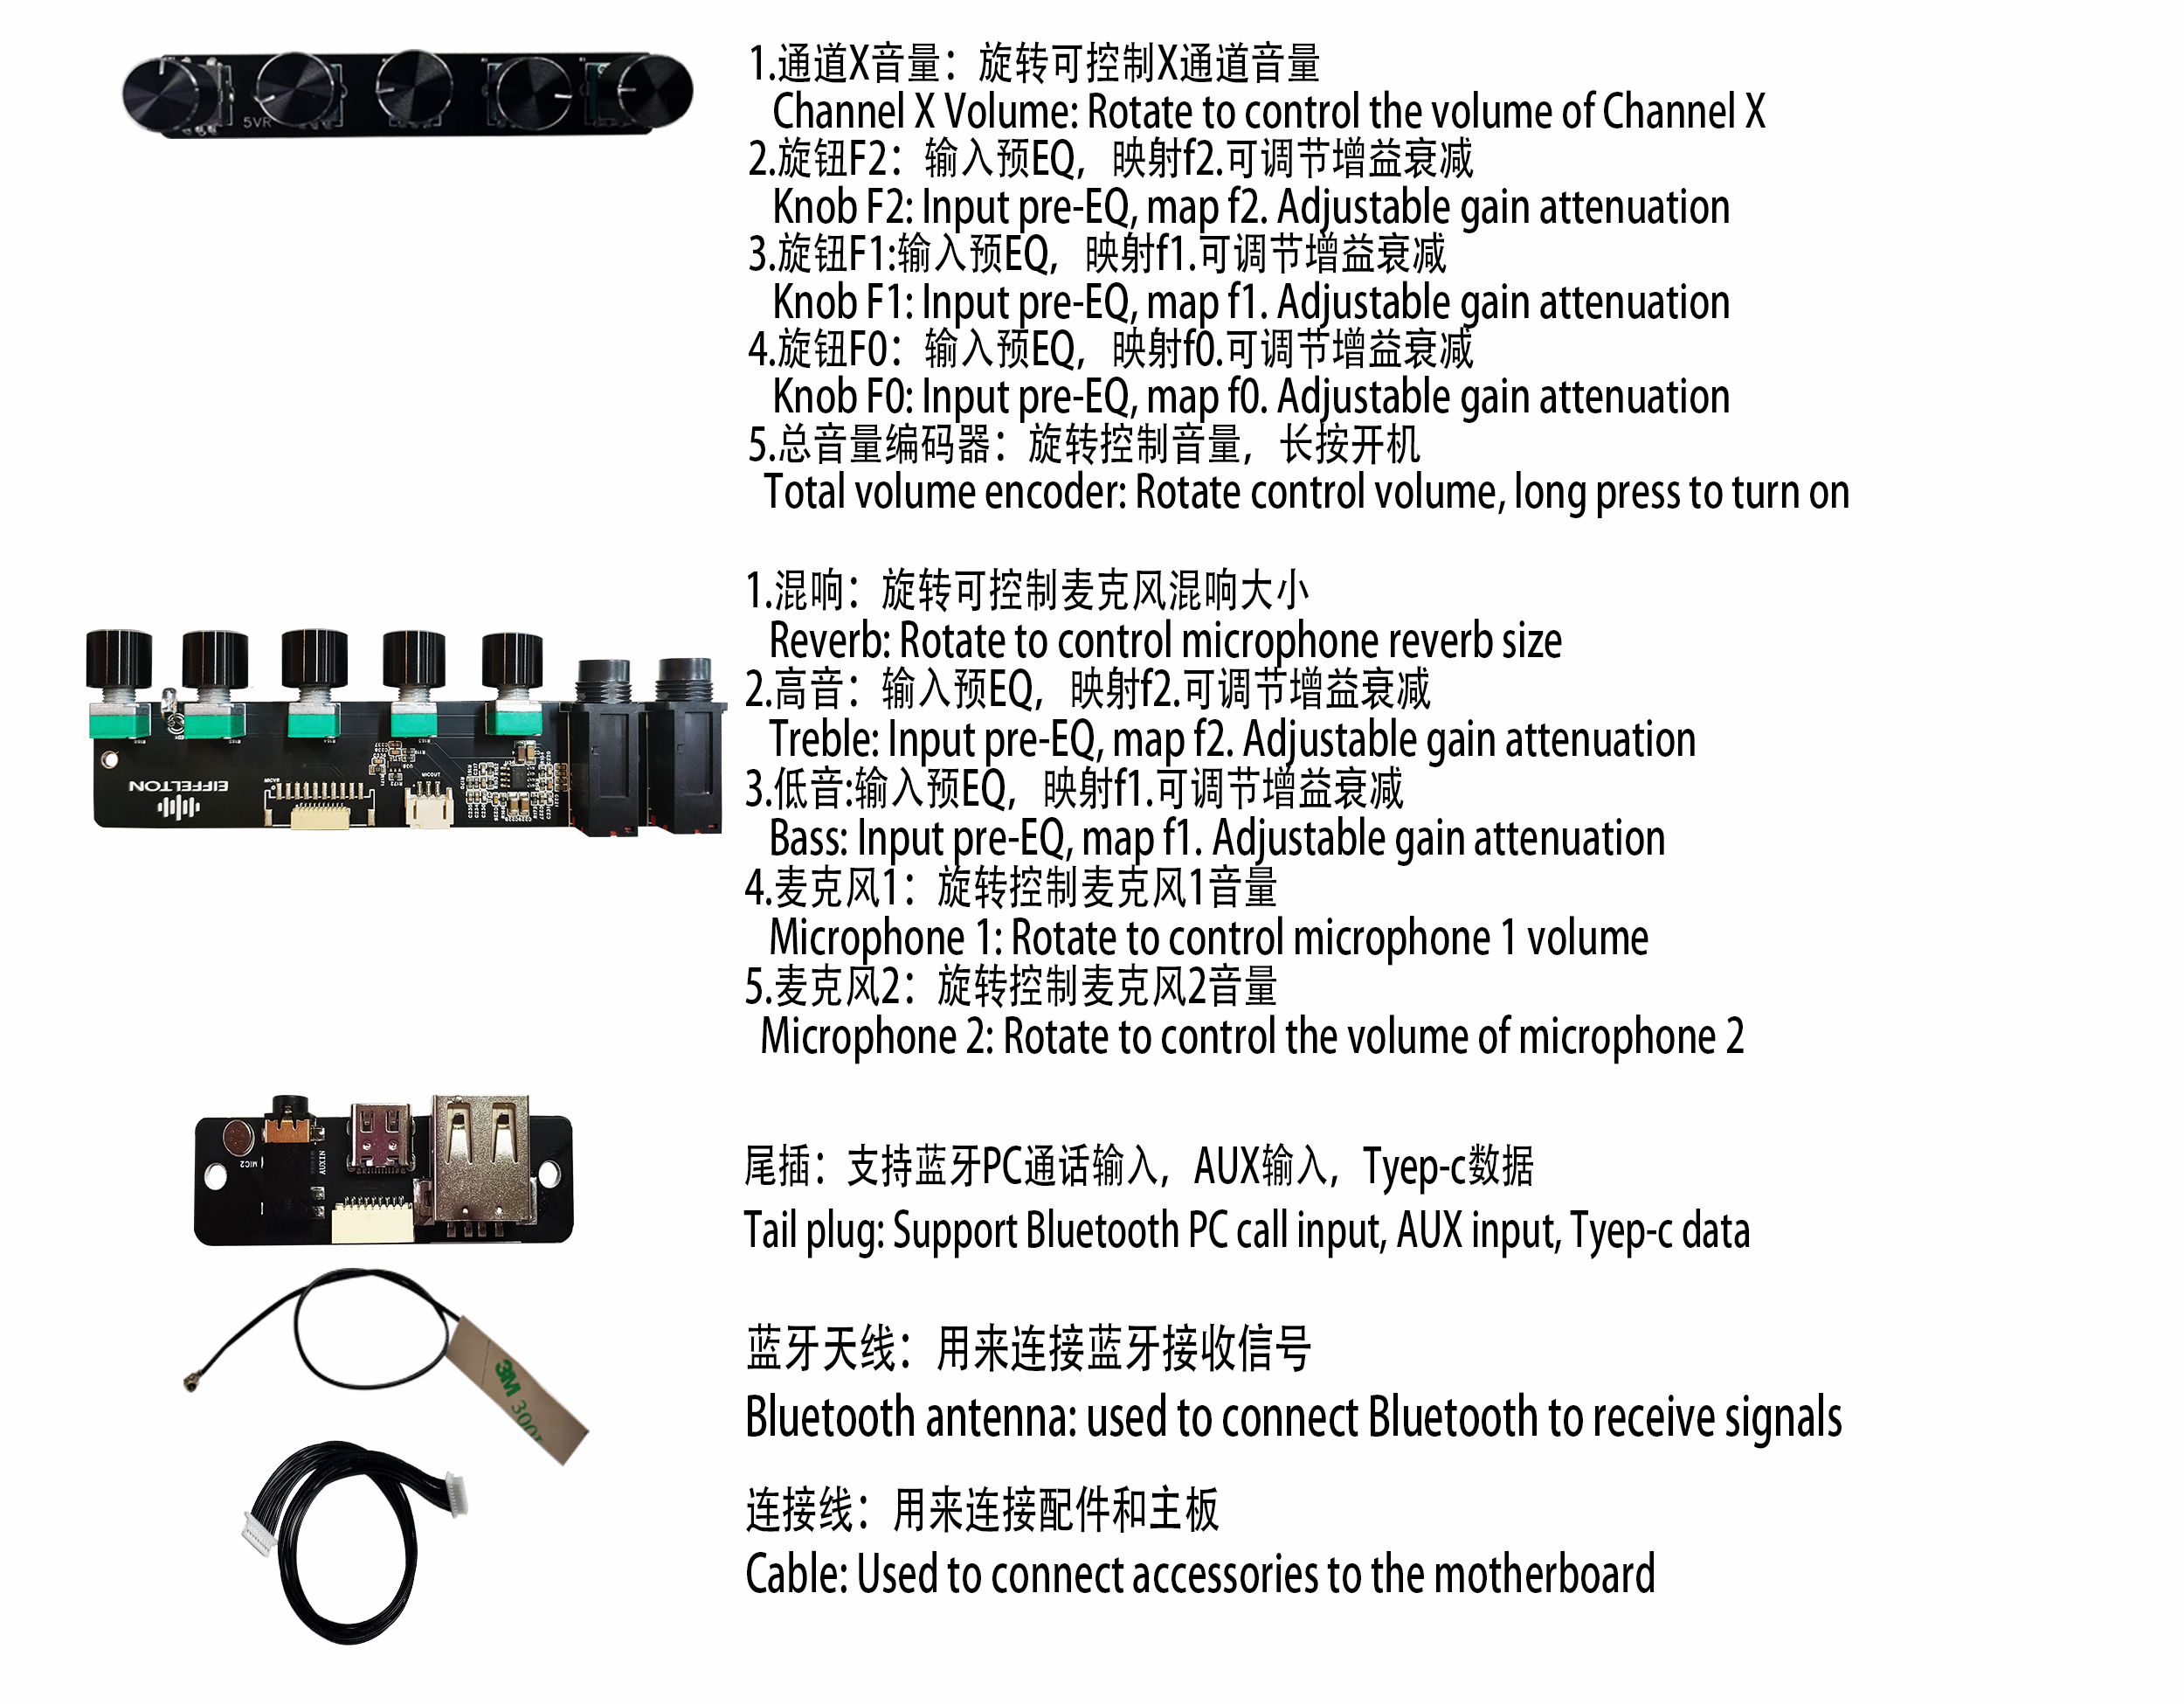 1.通道X音量：旋转可控制X通道音量
Channel X Volume: Rotate to control the volume of Channel X
2.旋钮F2：输入预EQ，映射f2.可调节增益衰减
Knob F2: Input pre-EQ, map f2. Adjustable gain attenuation
3.旋钮F1:输入预EQ，映射f1.可调节增益衰减
Knob F1: Input pre-EQ, map f1. Adjustable gain attenuation
4.旋钮F0：输入预EQ，映射f0.可调节增益衰减
Knob F0: Input pre-EQ, map f0. Adjustable gain attenuation
5.总音量编码器：旋转控制音量，长按开机
Total volume encoder: Rotate control volume, long press to turn on
5VR
1.混响：旋转可控制麦克风混响大小
Reverb: Rotate to control microphone reverb size
2.高音：输入预EQ，映射f2.可调节增益衰减
Treble: Input pre-EQ, map f2. Adjustable gain attenuation
3.低音:输入预EQ，映射f1.可调节增益衰减
Bass: Input pre-EQ, map f1. Adjustable gain attenuation
4.麦克风1：旋转控制麦克风1音量
Microphone 1: Rotate to control microphone 1 volume
5.麦克风2：旋转控制麦克风2音量
Microphone 2: Rotate to control the volume of microphone 2
EIFFELTON
MICVR
MICOUT
尾插：支持蓝牙PC通话输入，AUX输入，Tyep-c数据
Tail plug: Support Bluetooth PC call input, AUX input, Tyep-c data
MIC2
AUXIN
蓝牙天线：用来连接蓝牙接收信号
Bluetooth antenna: used to connect Bluetooth to receive signals
3M
连接线：用来连接配件和主板
Cable: Used to connect accessories to the motherboard